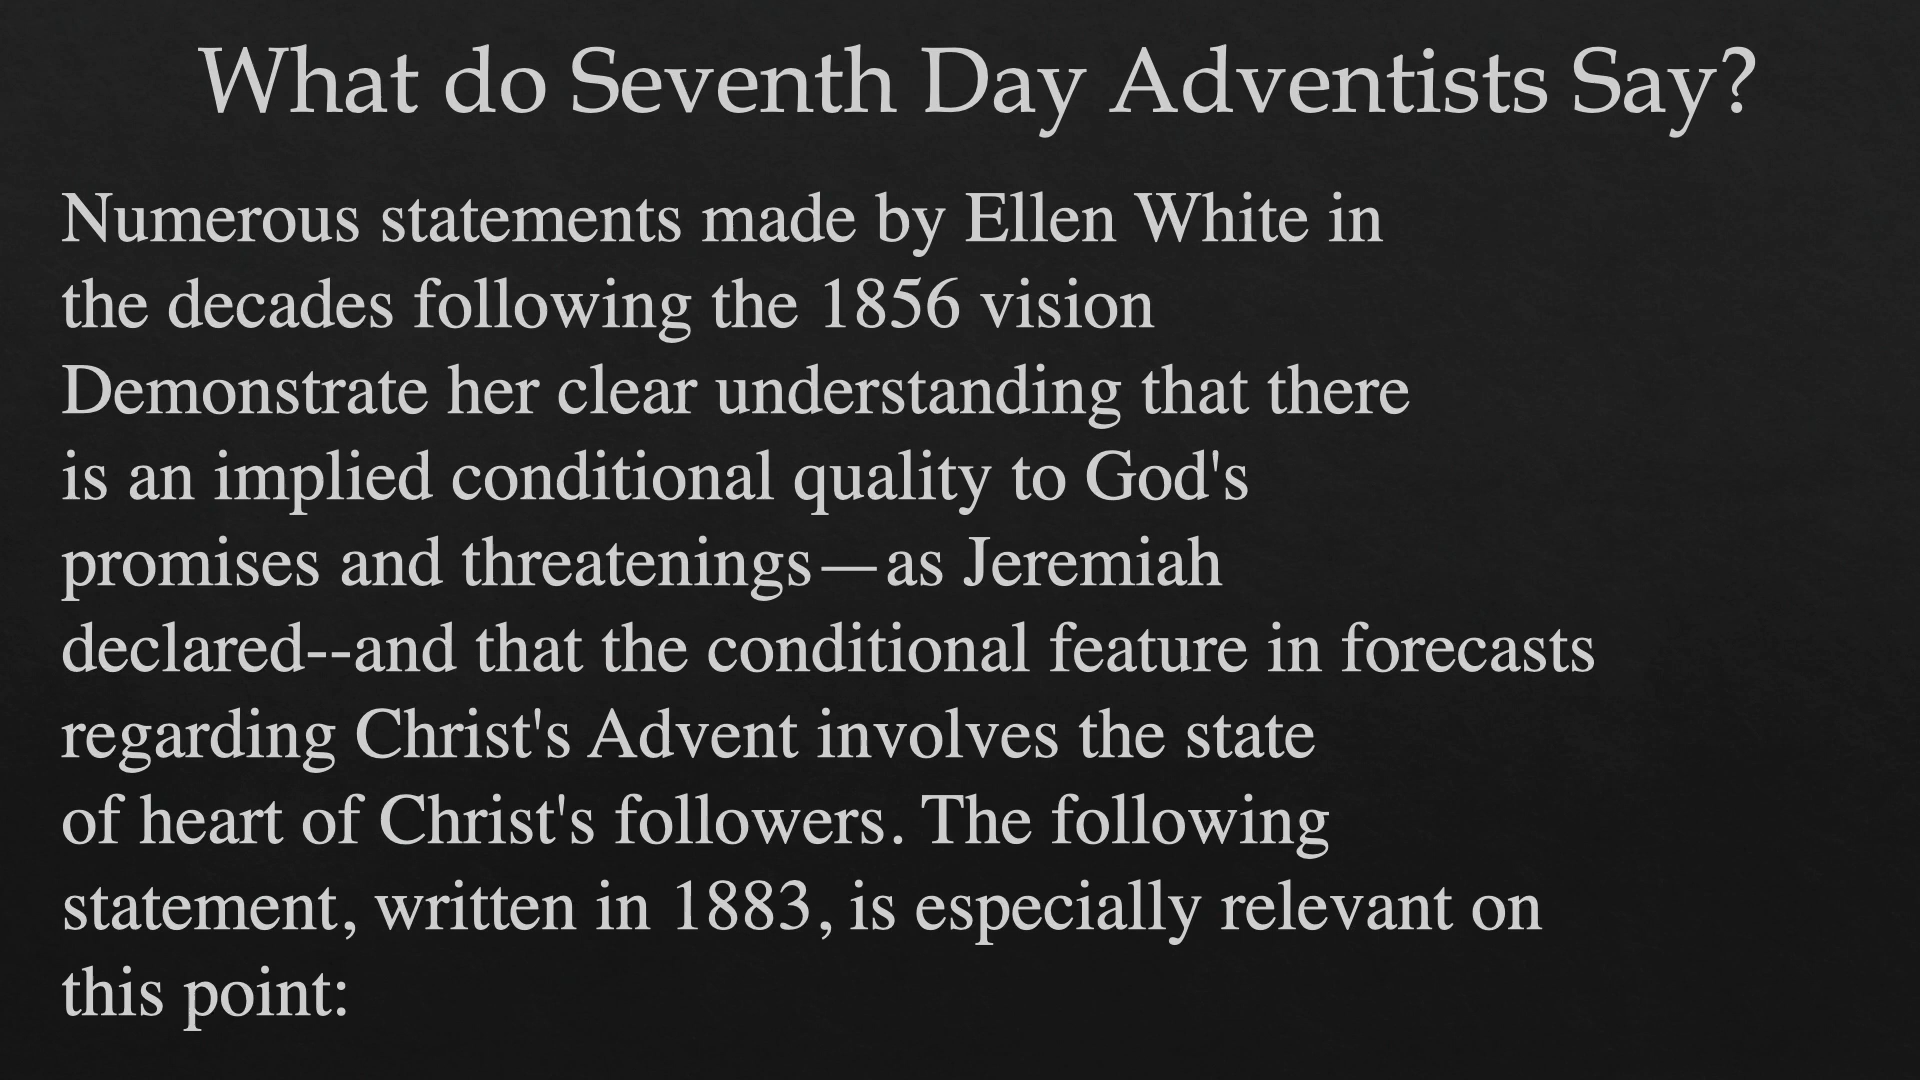 What do Seventh Day Adventists Say?
Numerous statements made by Ellen White in
the decades following the 1856 vision
Demonstrate her clear understanding that there
is an implied conditional quality to God's
promises and threatenings—as Jeremiah
declared--and that the conditional feature in forecasts
regarding Christ's Advent involves the state
of heart of Christ's followers. The following
statement, written in 1883, is especially relevant on
this point: